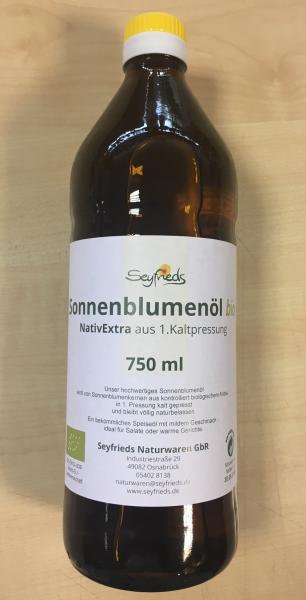 Seyfrieds
Sonnenblumenöl bio
NativExtra aus 1.Kaltpressung
750 ml
Unser hochwertiges Sonnenblumenöl
wird von Sonnenblumenkernen aus kontrolliert biologischem Anbau
in 1. Pressung kalt gepresst
und bleibt völlig naturbelassen.
Ein bekömmliches Speiseöl mit mildem Geschmack -
ideal für Salate oder warme Gerichte.
Seyfrieds Naturwaren GbR
Industriestraße 29
49082 Osnabrück
05402 8138
naturwaren@seyfrieds.de
www.seyfrieds.de